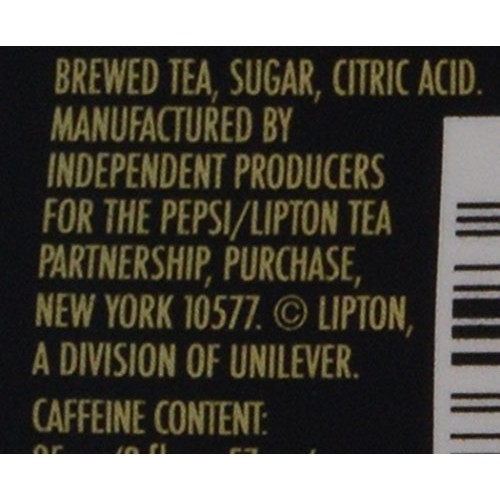 BREWED TEA, SUGAR, CITRIC ACID.
MANUFACTURED BY
INDEPENDENT PRODUCERS
FOR THE PEPSI/LIPTON TEA
PARTNERSHIP, PURCHASE,
NEW YORK 10577. © LIPTON,
A DIVISION OF UNILEVER.
CAFFEINE CONTENT: